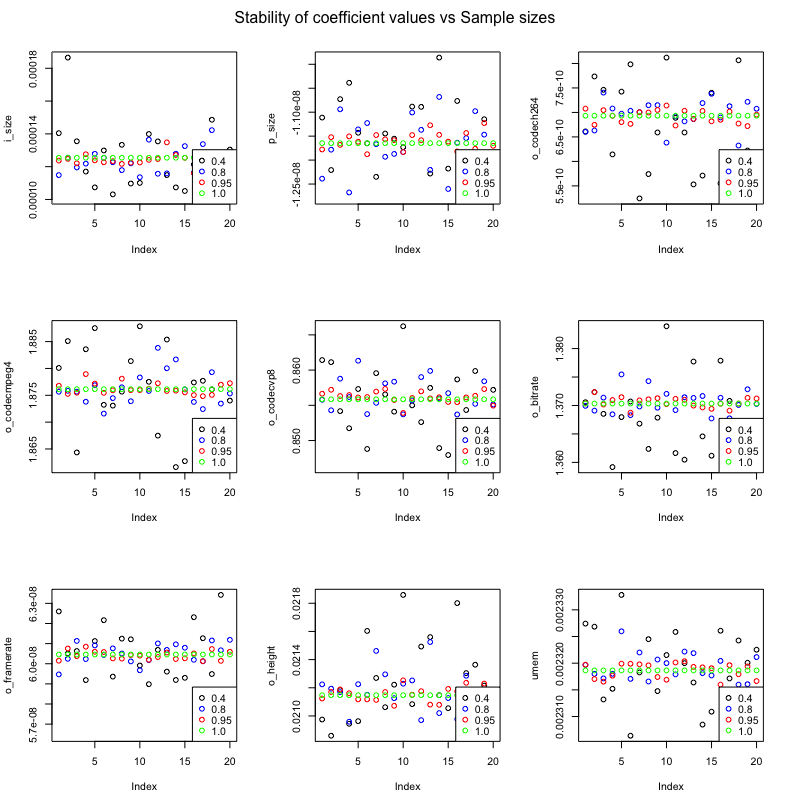 Stability of coefficient values vs Sample sizes
i_size
0.00018
0.00014
0.00010
5 10 15 20
Index
0.4
0.8
0.95
1.0
p_size
-1.10e-08
-1.25e-08
5 10 15 20
Index
0.4
0.8
0.95
1.0
o_codech264
7.5e-10
6.5e-10
5.5e-10
5 10 15 20
Index
0.4
0.8
0.95
1.0
o_codecmpeg4
1.885
1.875
1.865
5 10 15 20
Index
0.4
0.8
0.95
1.0
o_codecvp8
0.860
0.850
5 10 15 20
Index
0.4
0.8
0.95
1.0
o_bitrate
1.380
1.370
1.360
5 10 15 20
Index
0.4
0.8
0.95
1.0
o_framerate
6.3e-08
6.0e-08
5.7e-08
5 10 15 20
Index
0.4
0.8
0.95
1.0
o_height
0.0218
0.0214
0.0210
5 10 15 20
Index
0.4
0.8
0.95
1.0
umem
0.002330
0.002320
0.002310
5 10 15 20
Index
0.4
0.8
0.95
1.0